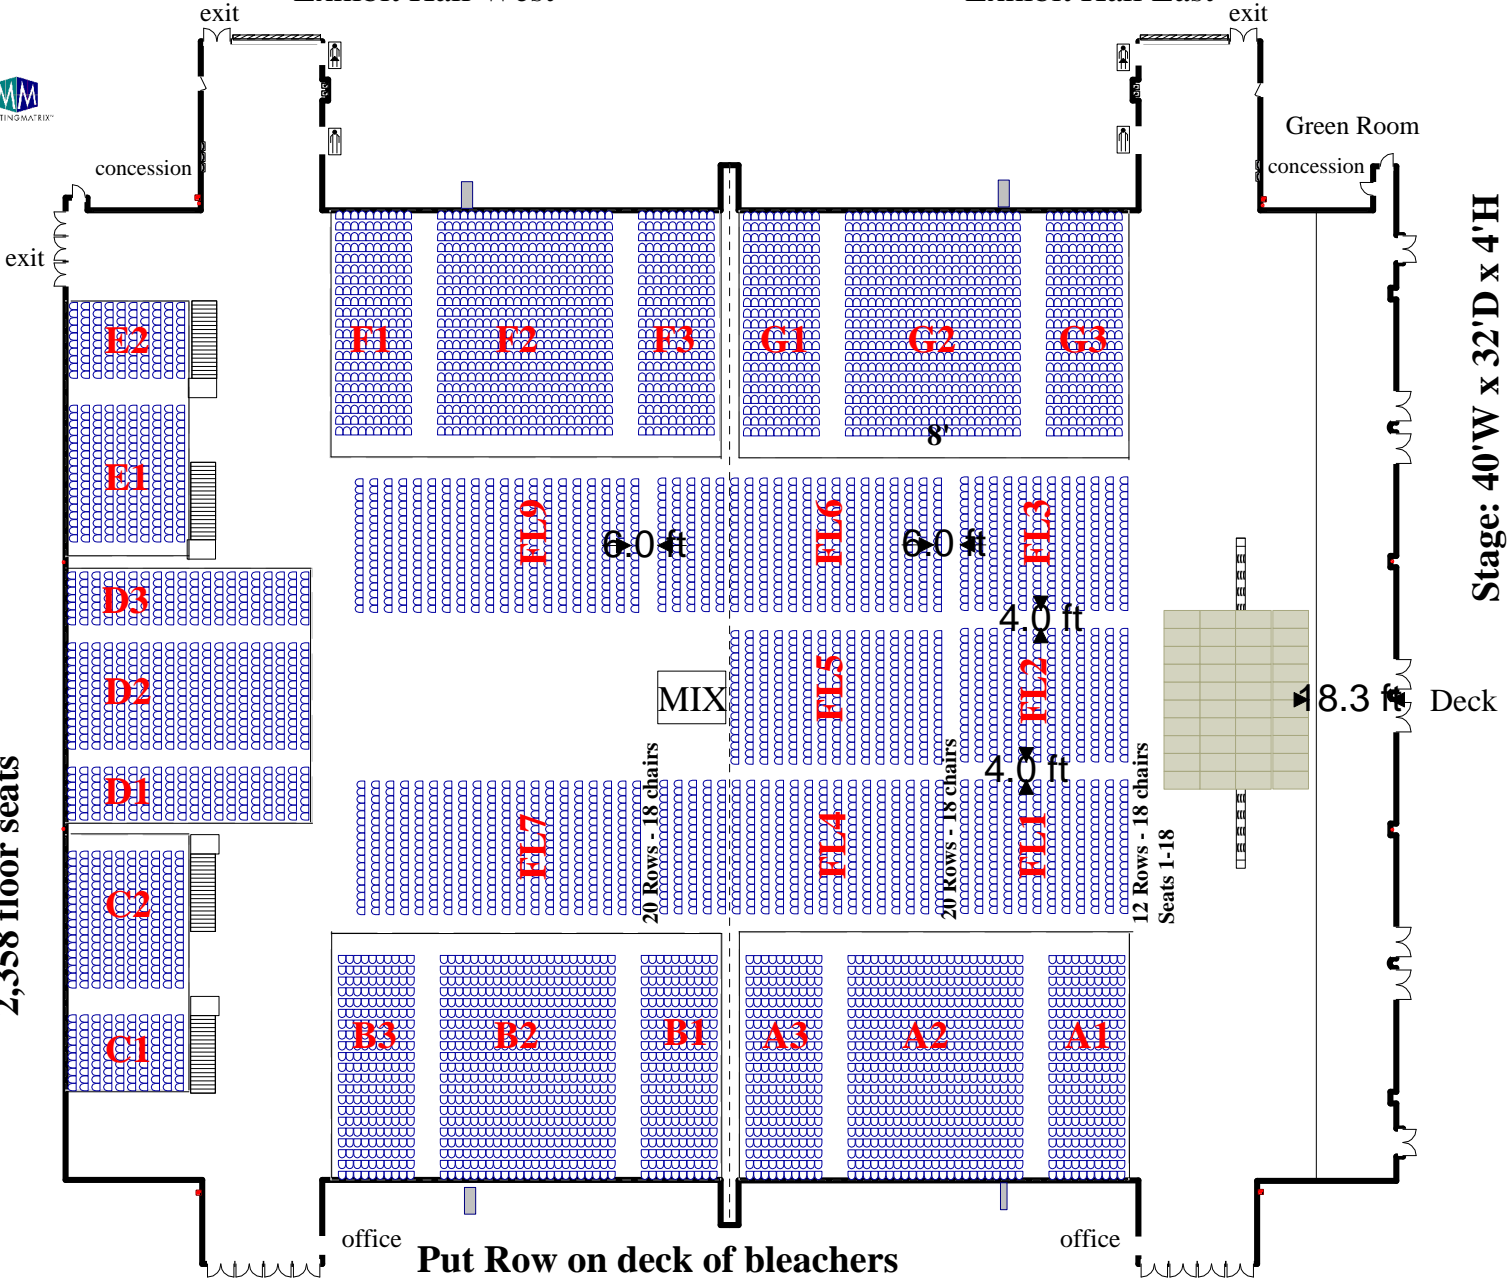 exit
exit
Green Room
concession
concession
exit
E2
F1
F2
F3
G1
G2
G3
8'
E1
FL9
6.0 ft
FL6
6.0 ft
FL3
4.0 ft
Stage: 40'W x 32'D x 4'H
D3
D2
MIX
FL5
FL2
18.3 ft
Deck
4.0 ft
D1
FL7
20 Rows - 18 chairs
FL4
20 Rows - 18 chairs
FL1
12 Rows - 18 chairs
Seats 1-18
2,358 floor seats
C2
C1
B3
B2
B1
A3
A2
A1
office
office
Put Row on deck of bleachers